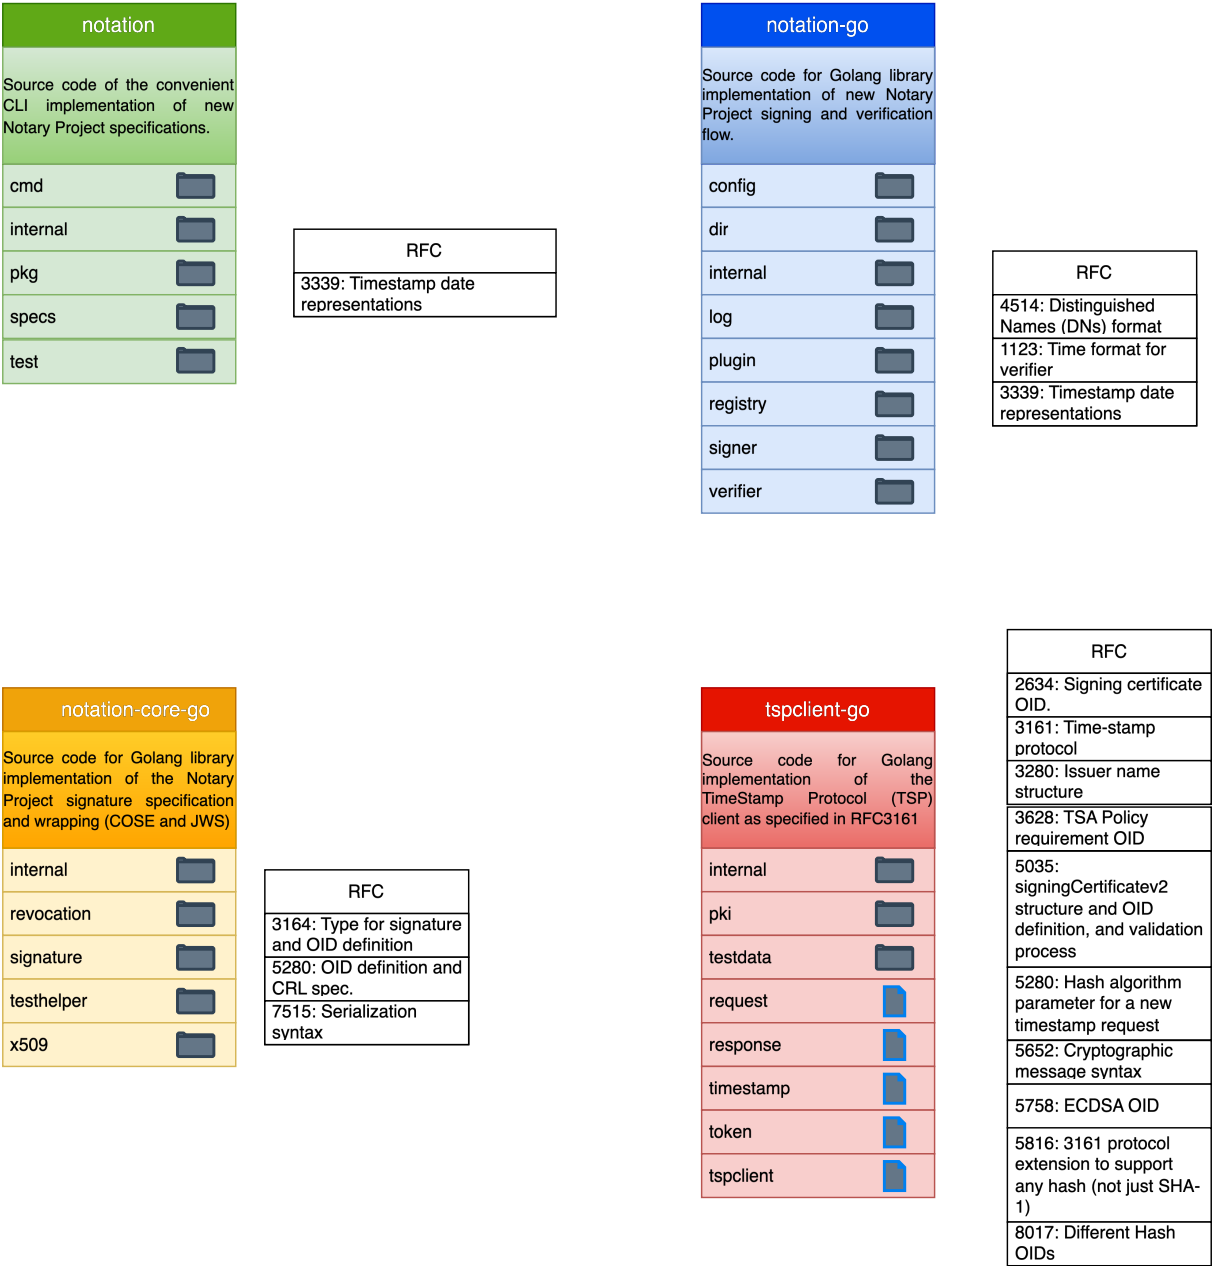 notation
Source code of the convenient
CLI implementation of new
Notary Project specifications.
cmd
internal
pkg
specs
test
RFC
3339: Timestamp date
representations
notation-go
Source code for Golang library
implementation of new Notary
Project signing and verification
flow.
config
dir
internal
log
plugin
registry
signer
verifier
RFC
4514: Distinguished
Names (DNs) format
1123: Time format for
verifier
3339: Timestamp date
representations
notation-core-go
Source code for Golang library
implementation of the Notary
Project signature specification
and wrapping (COSE and JWS)
internal
revocation
signature
testhelper
x509
RFC
3164: Type for signature
and OID definition
5280: OID definition and
CRL spec.
7515: Serialization
syntax
tspclient-go
Source code for Golang
implementation of the
TimeStamp Protocol (TSP)
client as specified in RFC3161
internal
pki
testdata
request
response
timestamp
token
tspclient
RFC
2634: Signing certificate
OID.
3161: Time-stamp
protocol
3280: Issuer name
structure
3628: TSA Policy
requirement OID
5035:
signingCertificatev2
structure and OID
definition, and validation
process
5280: Hash algorithm
parameter for a new
timestamp request
5652: Cryptographic
message syntax
5758: ECDSA OID
5816: 3161 protocol
extension to support
any hash (not just SHA-
1)
8017: Different Hash
OIDs